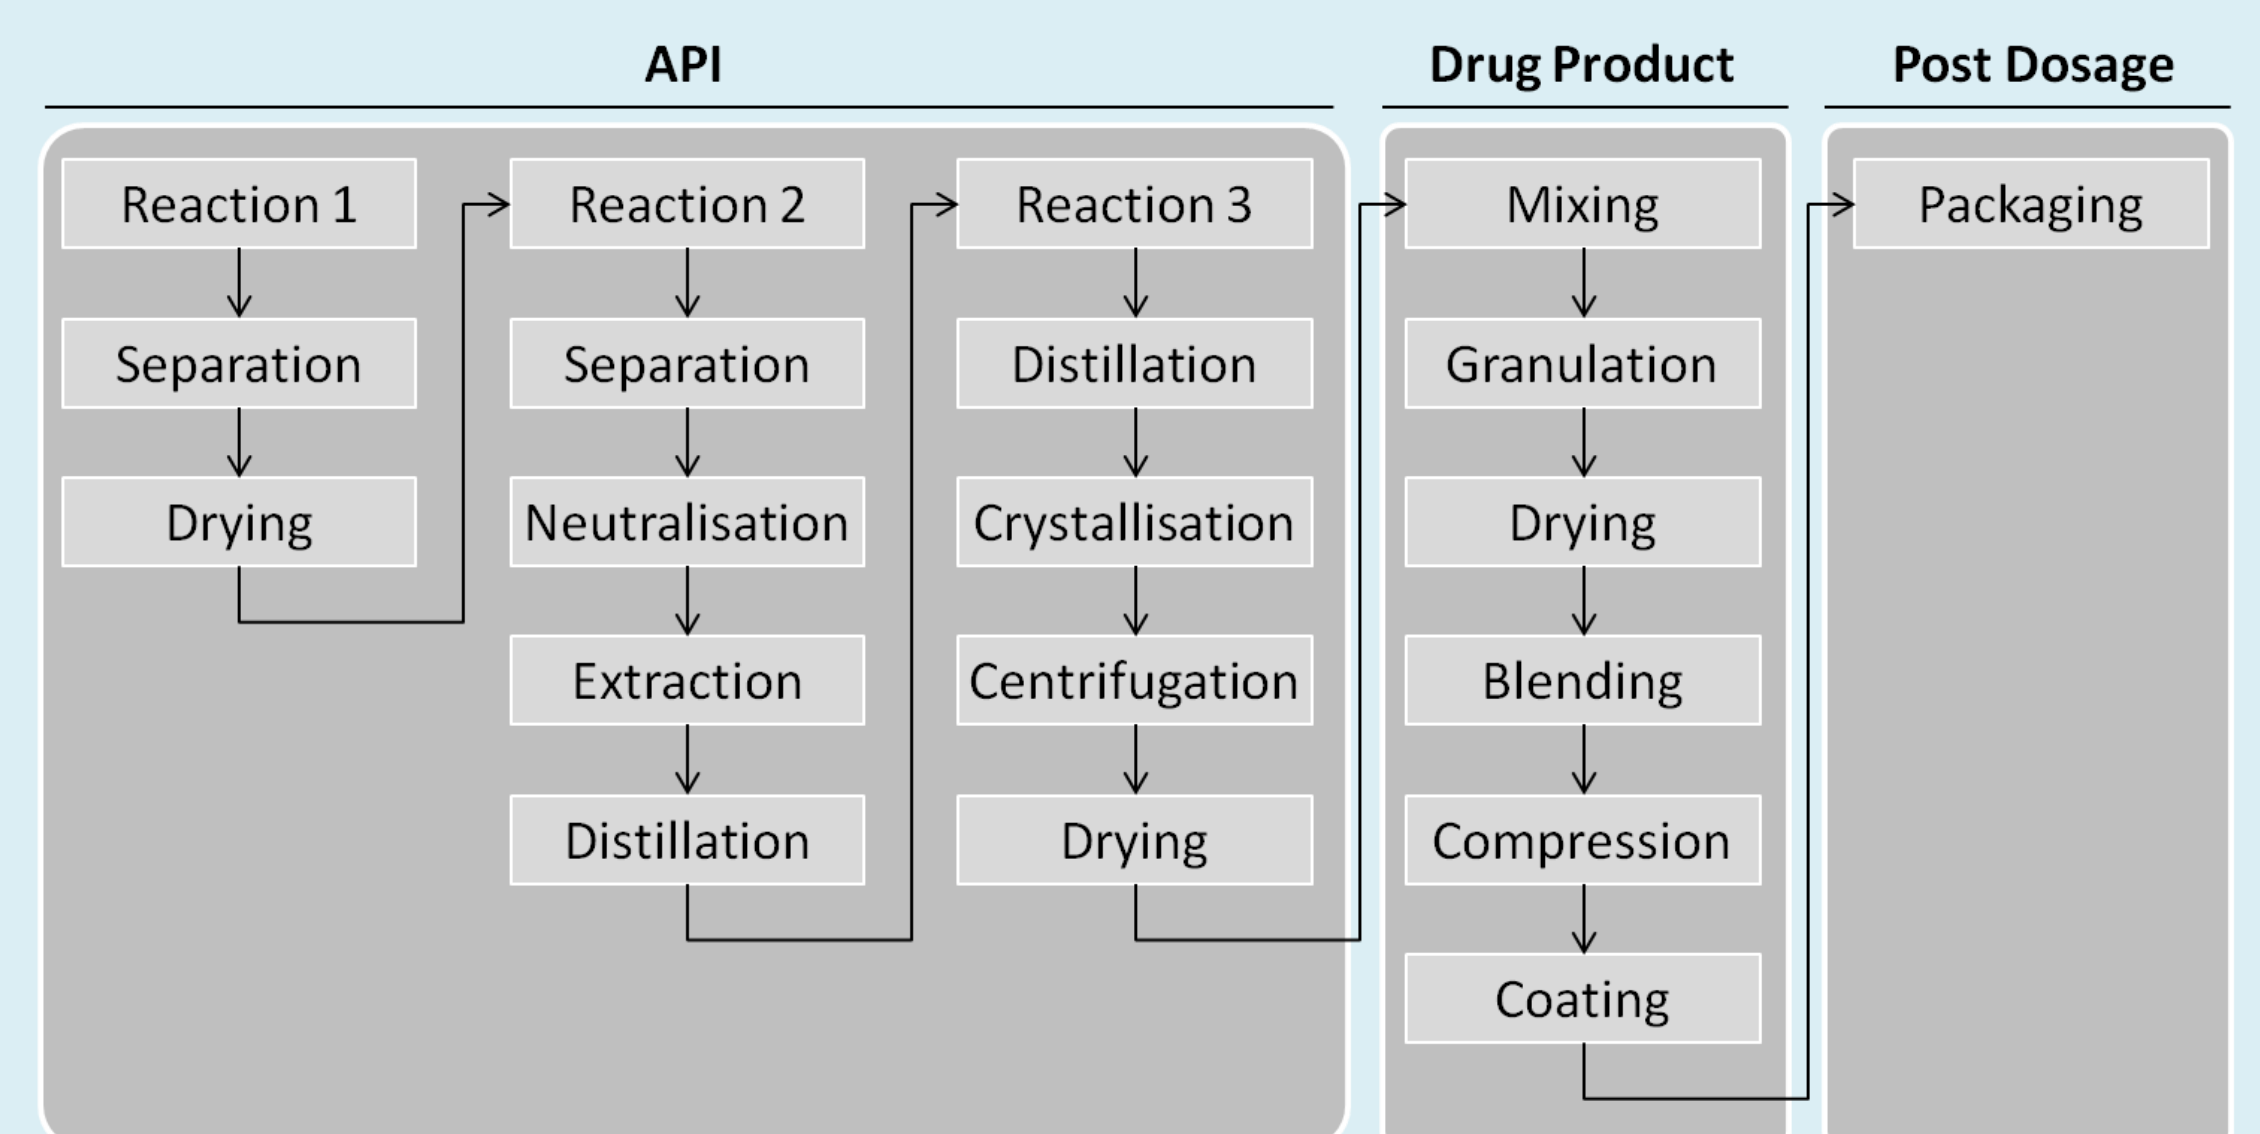 API
Drug Product
Post Dosage
Reaction 1
Separation
Drying
Reaction 2
Separation
Neutralisation
Extraction
Distillation
Reaction 3
Distillation
Crystallisation
Centrifugation
Drying
Mixing
Granulation
Drying
Blending
Compression
Coating
Packaging